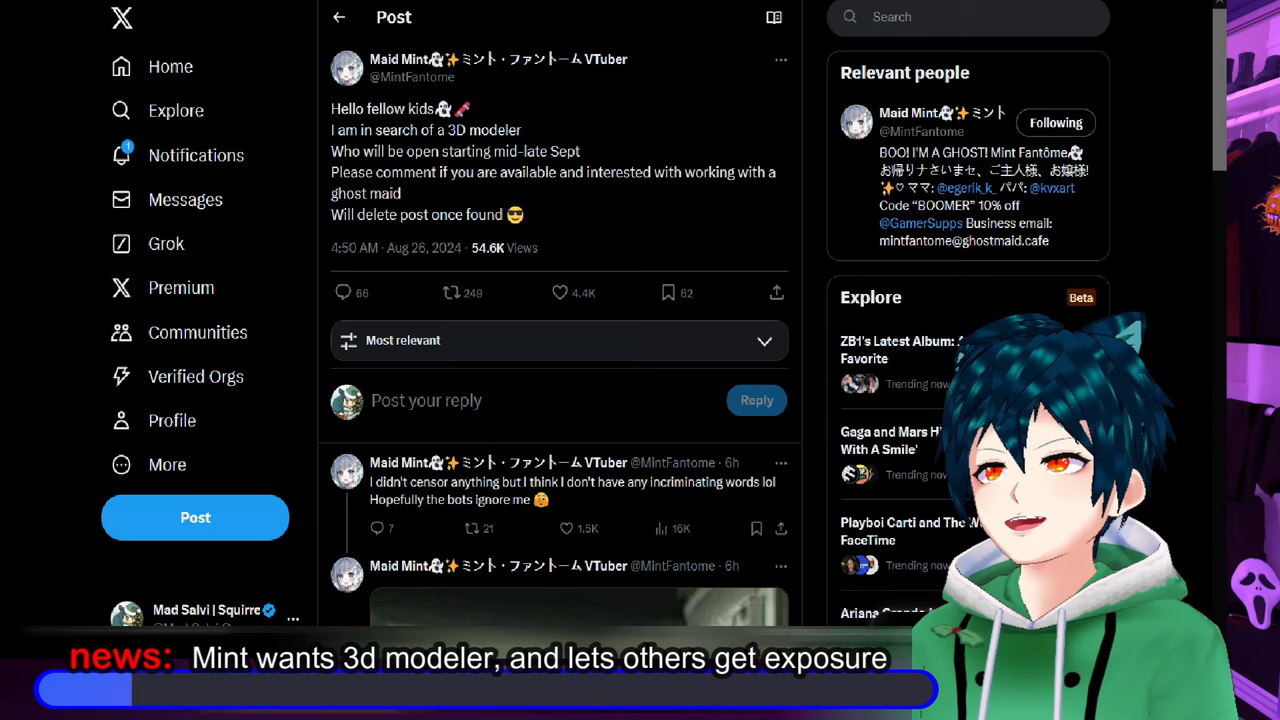 Home
Explore
1
Notifications
Messages
Grok
Premium
Communities
Verified Orgs
Profile
More
Post
Mad Salvi | Squirre
Post
Maid Mint👻✨ミント・ファントーム VTuber
@MintFantome
Hello fellow kids👻🧨
I am in search of a 3D modeler
Who will be open starting mid-late Sept
Please comment if you are available and interested with working with a
ghost maid
Will delete post once found 😎
4:50 AM · Aug 26, 2024 · 54.6K Views
66
249
4.4K
62
Most relevant
Post your reply
Reply
Maid Mint👻✨ミント・ファントーム VTuber @MintFantome · 6h
I didn't censor anything but I think I don't have any incriminating words lol
Hopefully the bots ignore me 🤗
7
21
1.5K
16K
Maid Mint👻✨ミント・ファントーム VTuber @MintFantome · 6h
Search
Relevant people
Maid Mint👻✨ミント
@MintFantome
Following
BOO! I'M A GHOST! Mint Fantôme👻
お帰りナさいまセ、ご主人様、お嬢様!
✨♡ ママ: @egerik_k_ パパ: @kvxart
Code “BOOMER” 10% off
@GamerSupps Business email:
mintfantome@ghostmaid.cafe
Explore
Beta
ZB1's Latest Album: A
Favorite
Trending now
Gaga and Mars H
With A Smile'
Trending now
Playboi Carti and The W
FaceTime
Trending now
Ariana Grande
news: Mint wants 3d modeler, and lets others get exposure